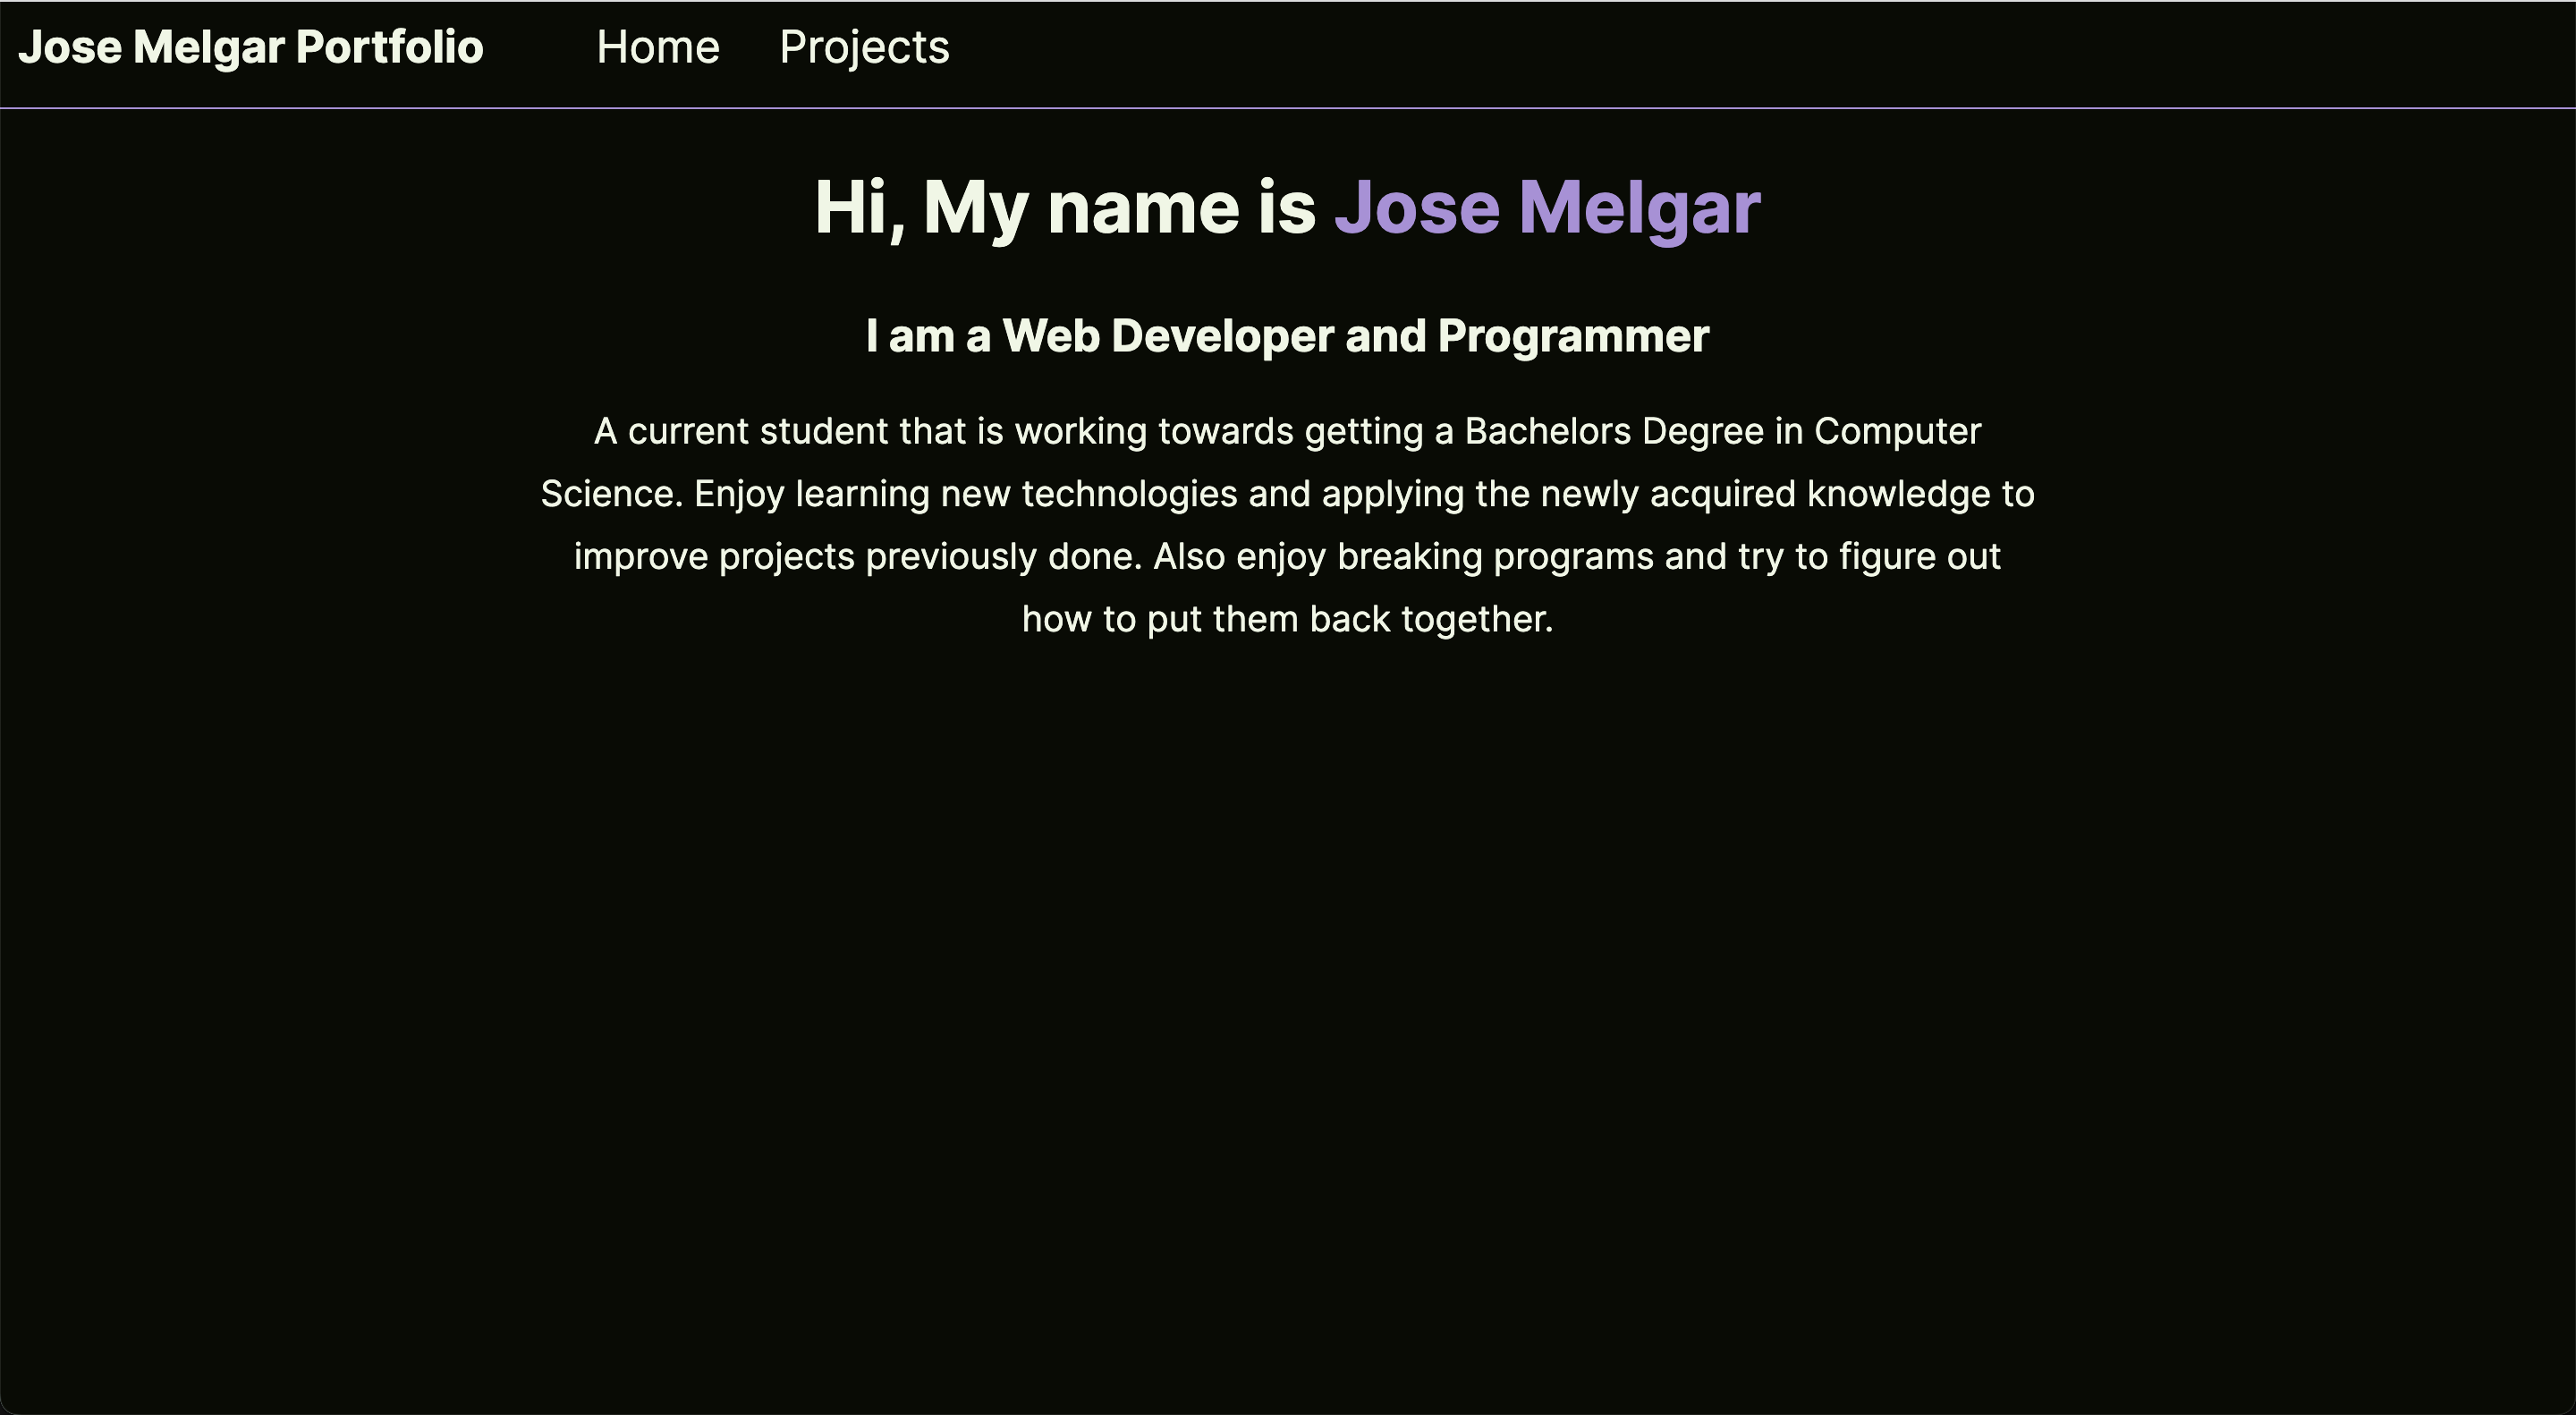 Jose Melgar Portfolio Home Projects
Hi, My name is Jose Melgar
I am a Web Developer and Programmer
A current student that is working towards getting a Bachelors Degree in Computer
Science. Enjoy learning new technologies and applying the newly acquired knowledge to
improve projects previously done. Also enjoy breaking programs and try to figure out
how to put them back together.